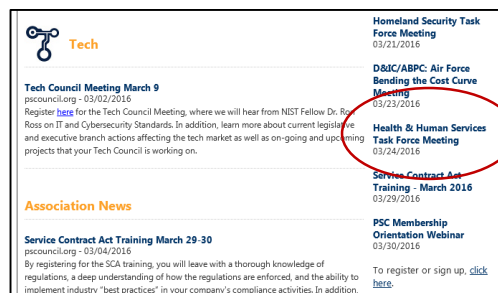 Tech
Tech Council Meeting March 9
pscouncil.org - 03/02/2016
Register here for the Tech Council Meeting, where we will hear from NIST Fellow Dr. Ron
Ross on IT and Cybersecurity Standards. In addition, learn more about current legislative
and executive branch actions affecting the tech market as well as on-going and upcoming
projects that your Tech Council is working on.
Association News
Service Contract Act Training March 29-30
pscouncil.org - 03/04/2016
By registering for the SCA training, you will leave with a thorough knowledge of
regulations, a deep understanding of how the regulations are enforced, and the ability to
implement industry "best practices" in your company's compliance activities. In addition,
Homeland Security Task
Force Meeting
03/21/2016
D&IC/ABPC: Air Force
Bending the Cost Curve
Meeting
03/23/2016
Health & Human Services
Task Force Meeting
03/24/2016
Service Contract Act
Training - March 2016
03/29/2016
PSC Membership
Orientation Webinar
03/30/2016
To register or sign up, click
here.